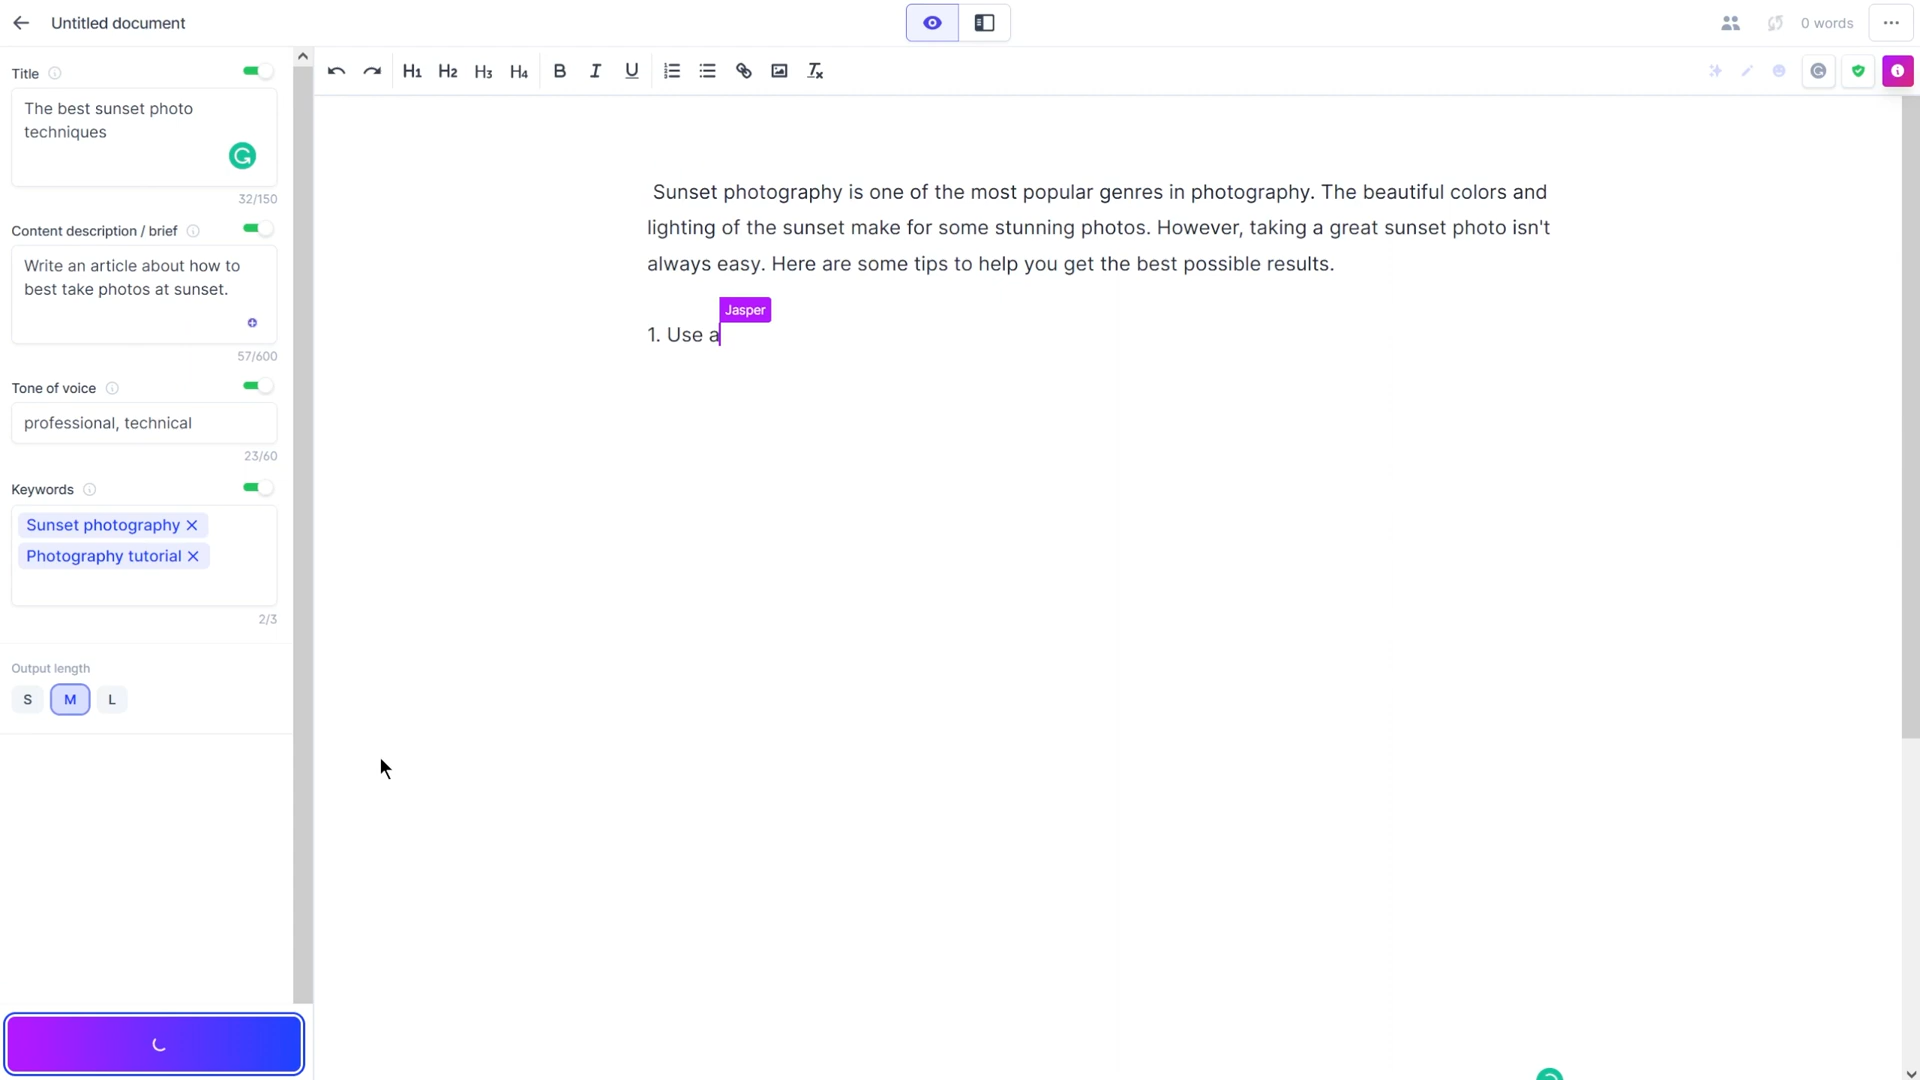 Untitled document
0 words
Title
The best sunset photo
techniques
32/150
Content description / brief
Write an article about how to
best take photos at sunset.
57/600
Tone of voice
professional, technical
23/60
Keywords
Sunset photography
Photography tutorial
2/3
Output length
S M L
H1 H2 H3 H4 B I U
Sunset photography is one of the most popular genres in photography. The beautiful colors and
lighting of the sunset make for some stunning photos. However, taking a great sunset photo isn't
always easy. Here are some tips to help you get the best possible results.
Jasper
1. Use a